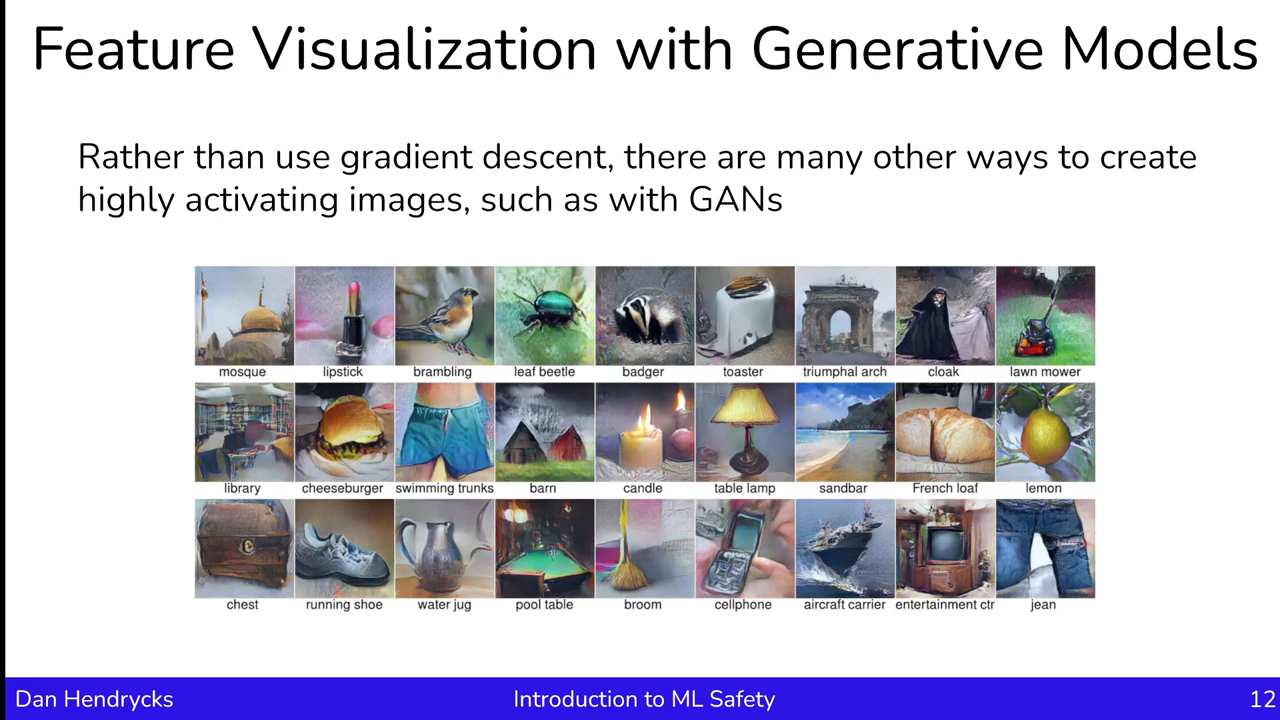 Feature Visualization with Generative Models
Rather than use gradient descent, there are many other ways to create
highly activating images, such as with GANs
mosque lipstick brambling leaf beetle badger toaster triumphal arch cloak lawn mower
library cheeseburger swimming trunks barn candle table lamp sandbar French loaf lemon
chest running shoe water jug pool table broom cellphone aircraft carrier entertainment ctr jean
Dan Hendrycks Introduction to ML Safety 12